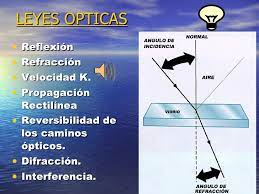 LEYES OPTICAS
• Reflexión
• Refracción
• Velocidad K.
• Propagación
Rectilínea
• Reversibilidad de
los caminos
ópticos.
• Difracción.
• Interferencia.
NORMAL
ANGULO DE
INCIDENCIA
AIRE
VIDRIO
ANGULO DE
REFRACCIÓN